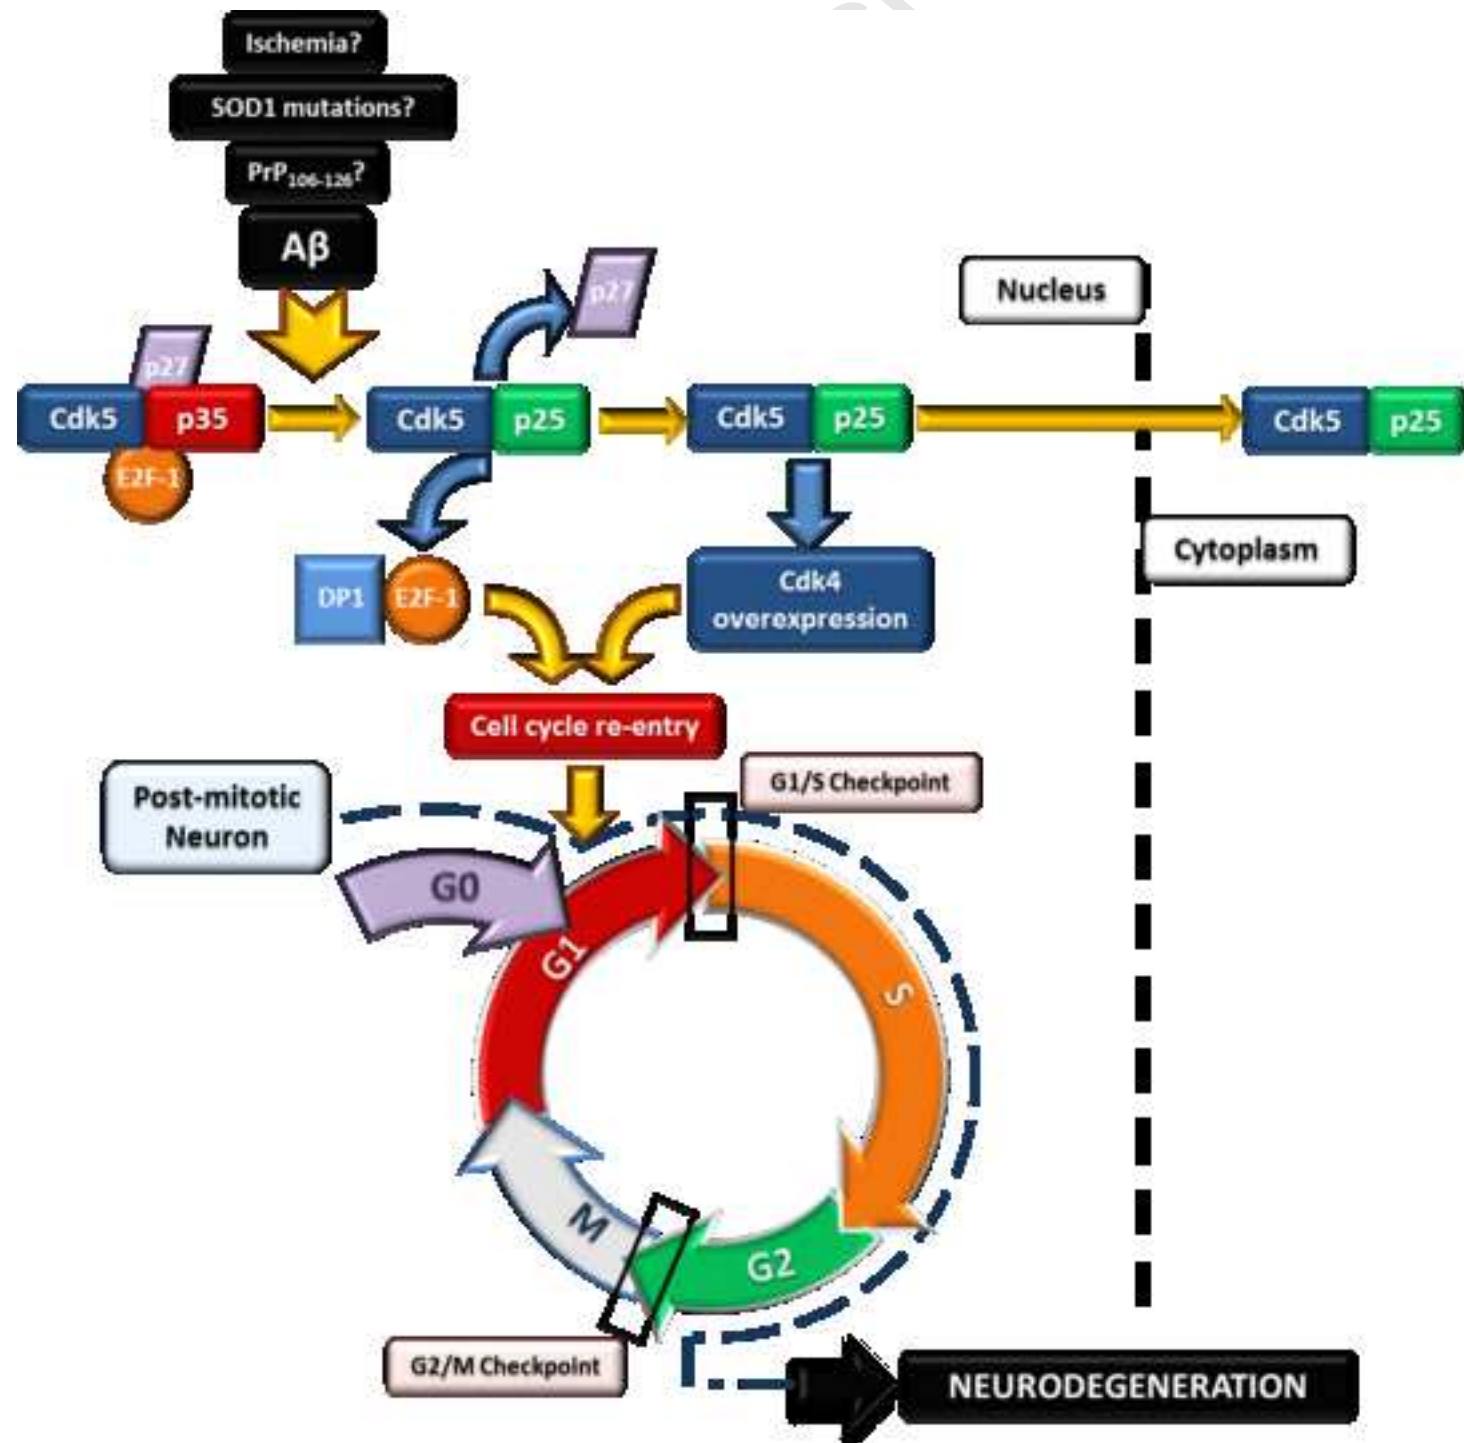 Ischemia?
SOD1 mutations?
PrP106-126?
Aβ
p27
Nucleus
p27
Cdk5 p35
Cdk5 p25
Cdk5 p25
Cdk5 p25
E2F-1
Cytoplasm
DP1 E2F-1
Cdk4
overexpression
Cell cycle re-entry
G1/S Checkpoint
Post-mitotic
Neuron
G0
G1
S
M
G2
G2/M Checkpoint
NEURODEGENERATION